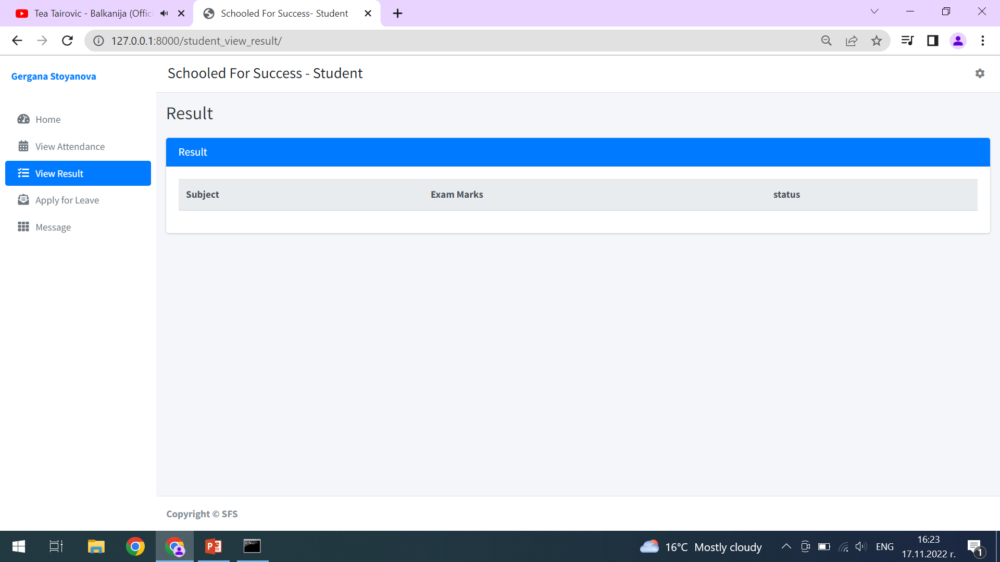 Tea Tairovic - Balkanija (Offici
Schooled For Success- Student
127.0.0.1:8000/student_view_result/
Gergana Stoyanova
Schooled For Success - Student
Home
View Attendance
View Result
Apply for Leave
Message
Result
Result
Subject Exam Marks status
Copyright © SFS
16°C Mostly cloudy
ENG
16:23
17.11.2022 г.
1